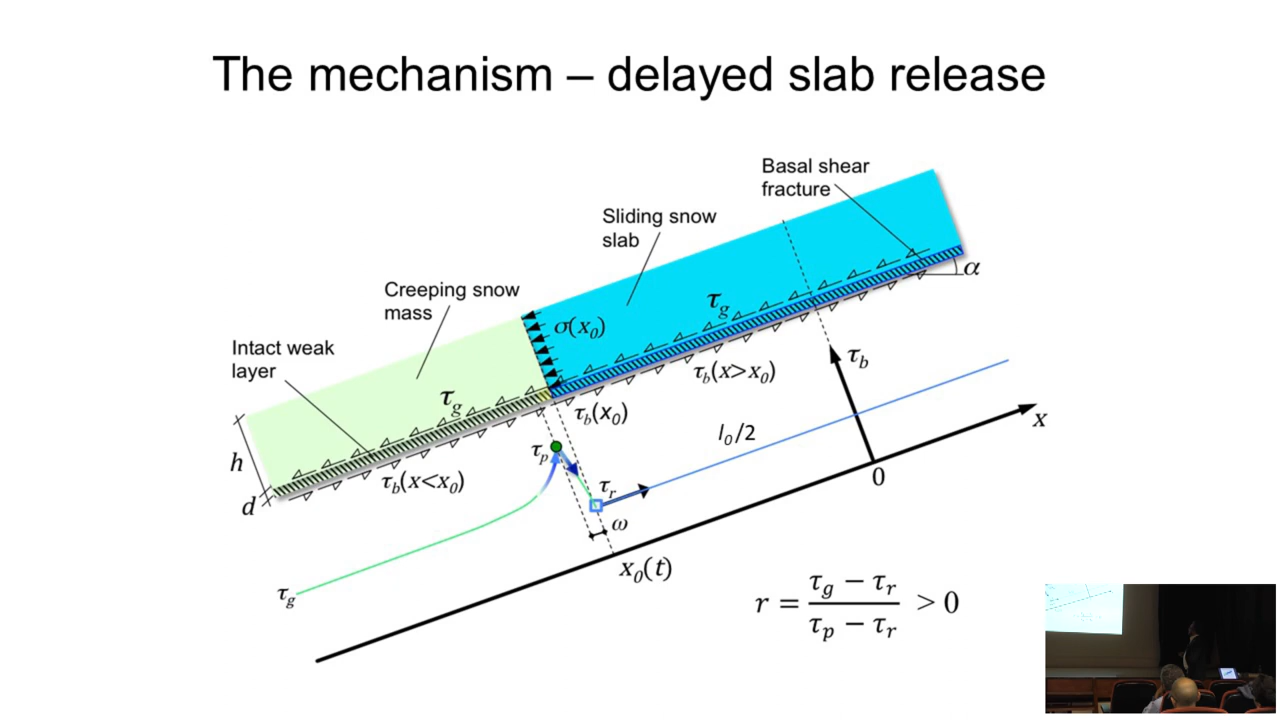 The mechanism – delayed slab release
Basal shear
fracture
Sliding snow
slab
Creeping snow
mass
Intact weak
layer
α
σ(x₀)
τg
τg
τb(x>x₀)
τb
τb(x₀)
x
l₀/2
h
τp
τb(x<x₀)
τr
0
d
ω
x₀(t)
τg
r = (τg − τr)/(τp − τr) > 0